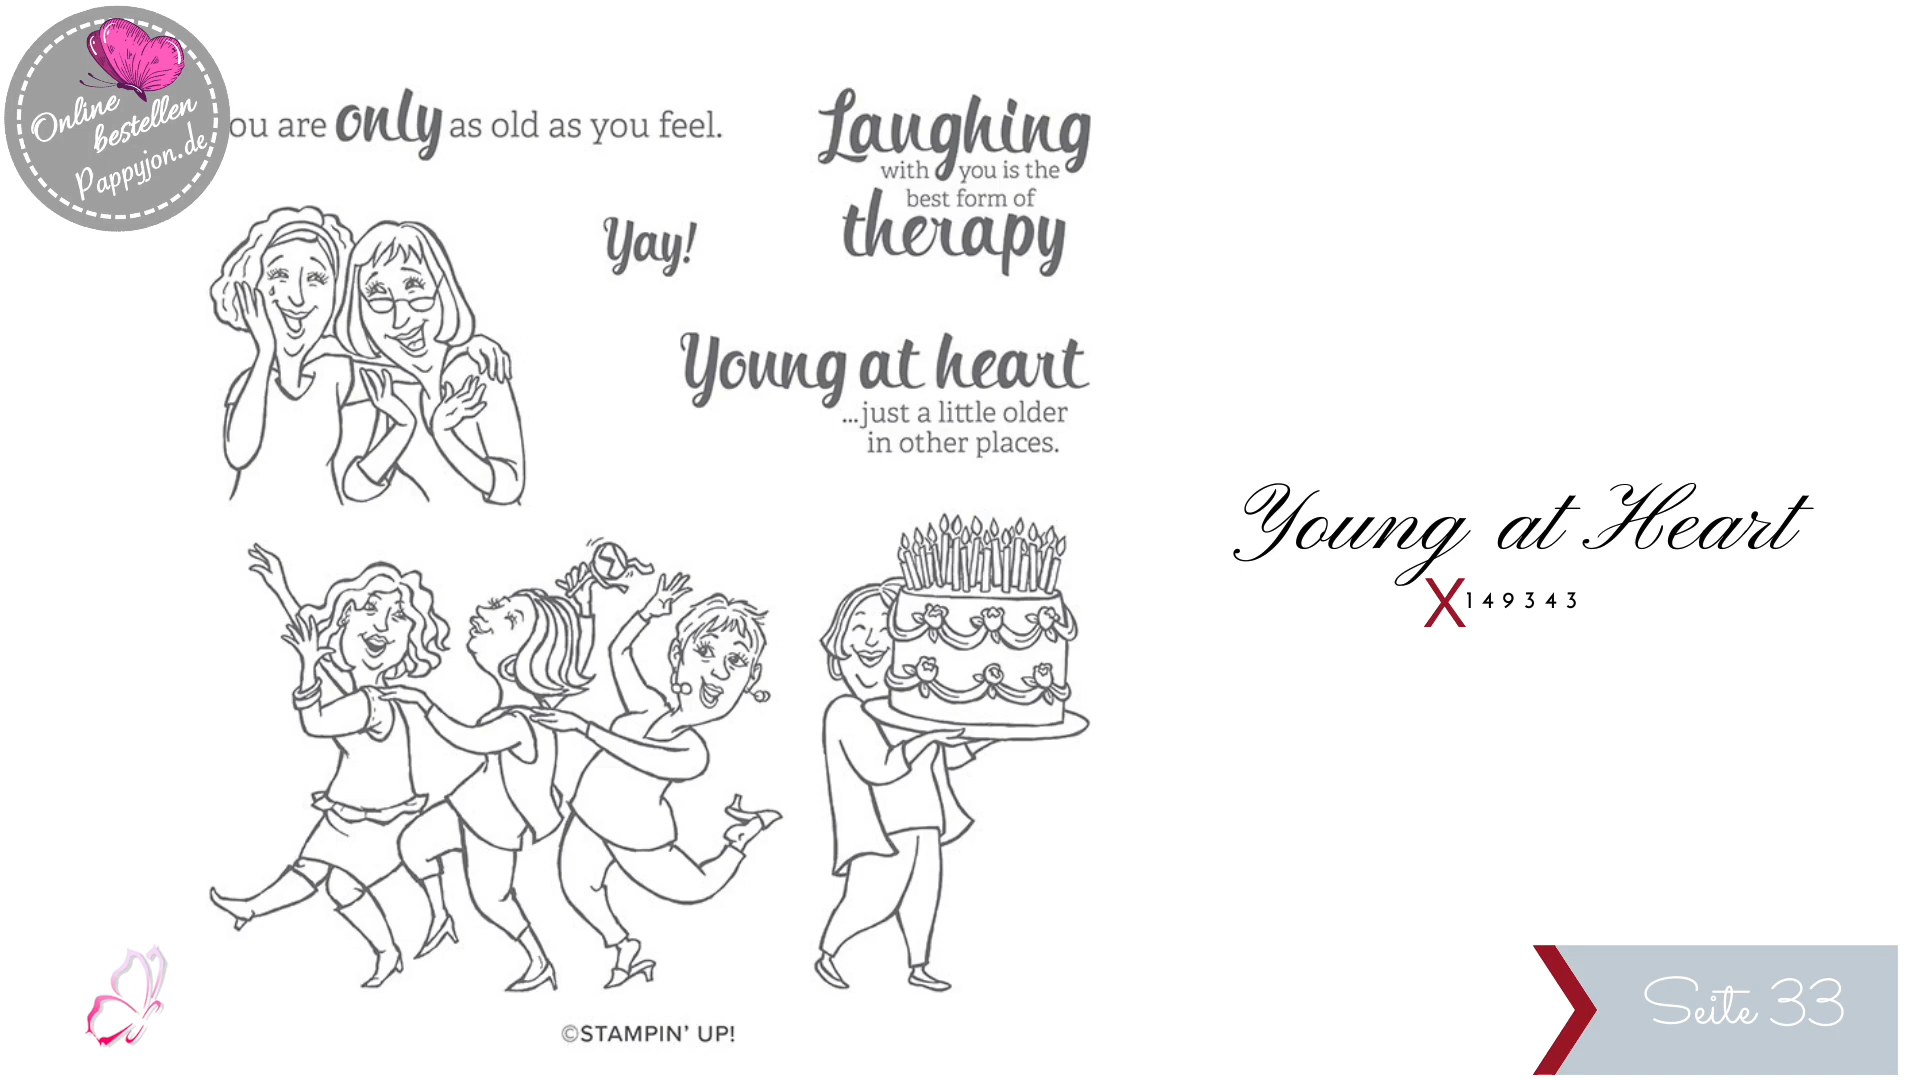 Online
bestellen
Pappyjon.de
ou are only as old as you feel.
Laughing
with you is the
best form of
therapy
Yay!
Young at heart
...just a little older
in other places.
Young at Heart
X149343
©STAMPIN' UP!
Seite 33